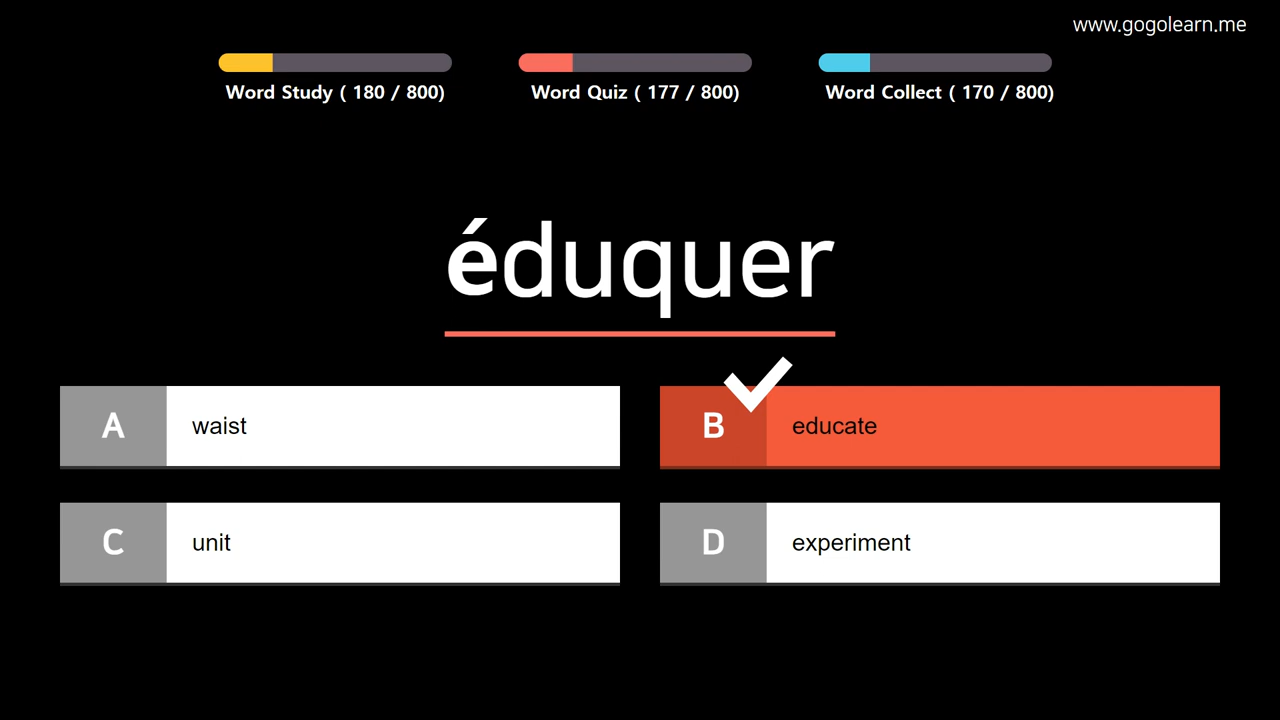 www.gogolearn.me
Word Study ( 180 / 800)
Word Quiz ( 177 / 800)
Word Collect ( 170 / 800)
éduquer
A waist
B educate
C unit
D experiment